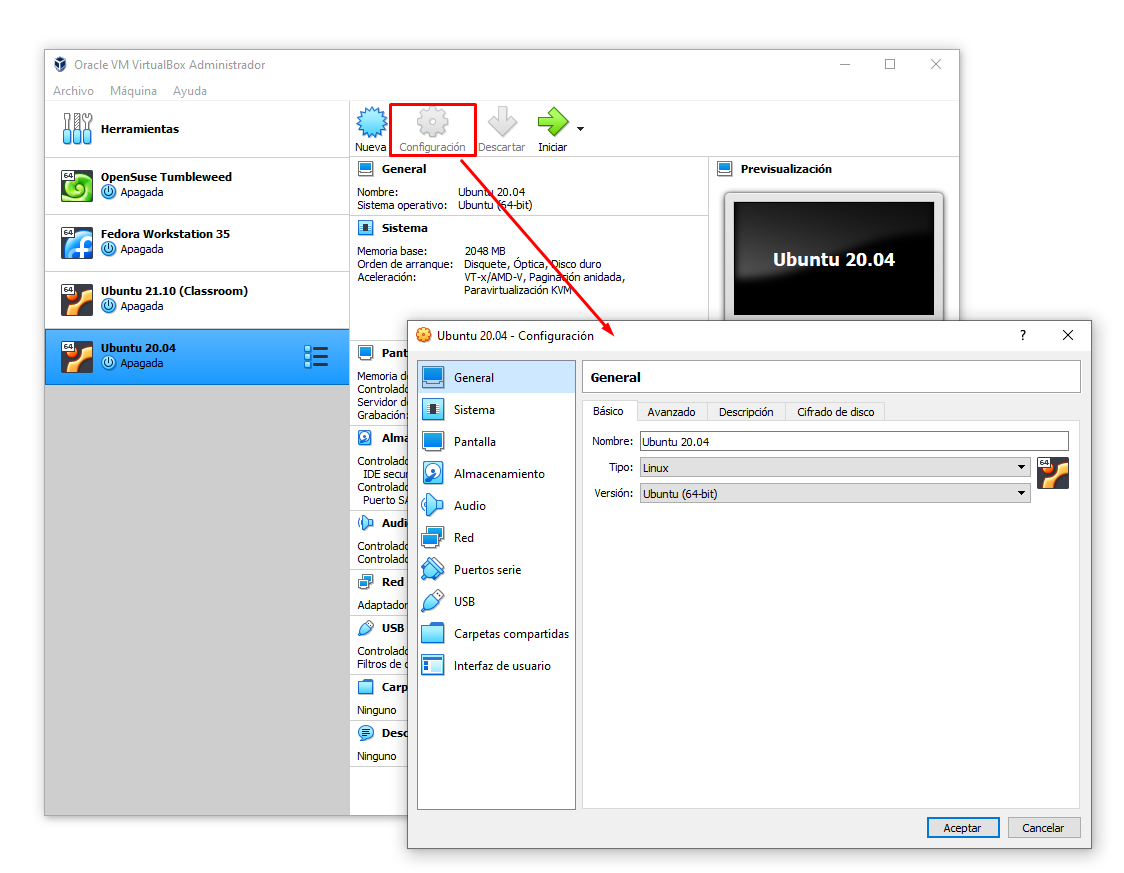 Oracle VM VirtualBox Administrador
Archivo Máquina Ayuda
Herramientas
64
OpenSuse Tumbleweed
Apagada
64
Fedora Workstation 35
Apagada
64
Ubuntu 21.10 (Classroom)
Apagada
64
Ubuntu 20.04
Apagada
Nueva Configuración Descartar Iniciar
General
Nombre: Ubuntu 20.04
Sistema operativo: Ubuntu (64-bit)
Sistema
Memoria base: 2048 MB
Orden de arranque: Disquete, Óptica, Disco duro
Aceleración: VT-x/AMD-V, Paginación anidada,
Paravirtualización KVM
Previsualización
Ubuntu 20.04
Pant
Memoria d
Controlado
Servidor d
Grabación:
Alma
Controlado
IDE secun
Controlado
Puerto SA
Audi
Controlado
Controlado
Red
Adaptador
USB
Controlado
Filtros de d
Carp
Ninguno
Desc
Ninguno
Ubuntu 20.04 - Configuración
?
General
Sistema
Pantalla
Almacenamiento
Audio
Red
Puertos serie
USB
Carpetas compartidas
Interfaz de usuario
General
Básico Avanzado Descripción Cifrado de disco
Nombre: Ubuntu 20.04
Tipo: Linux
64
Versión: Ubuntu (64-bit)
Aceptar Cancelar